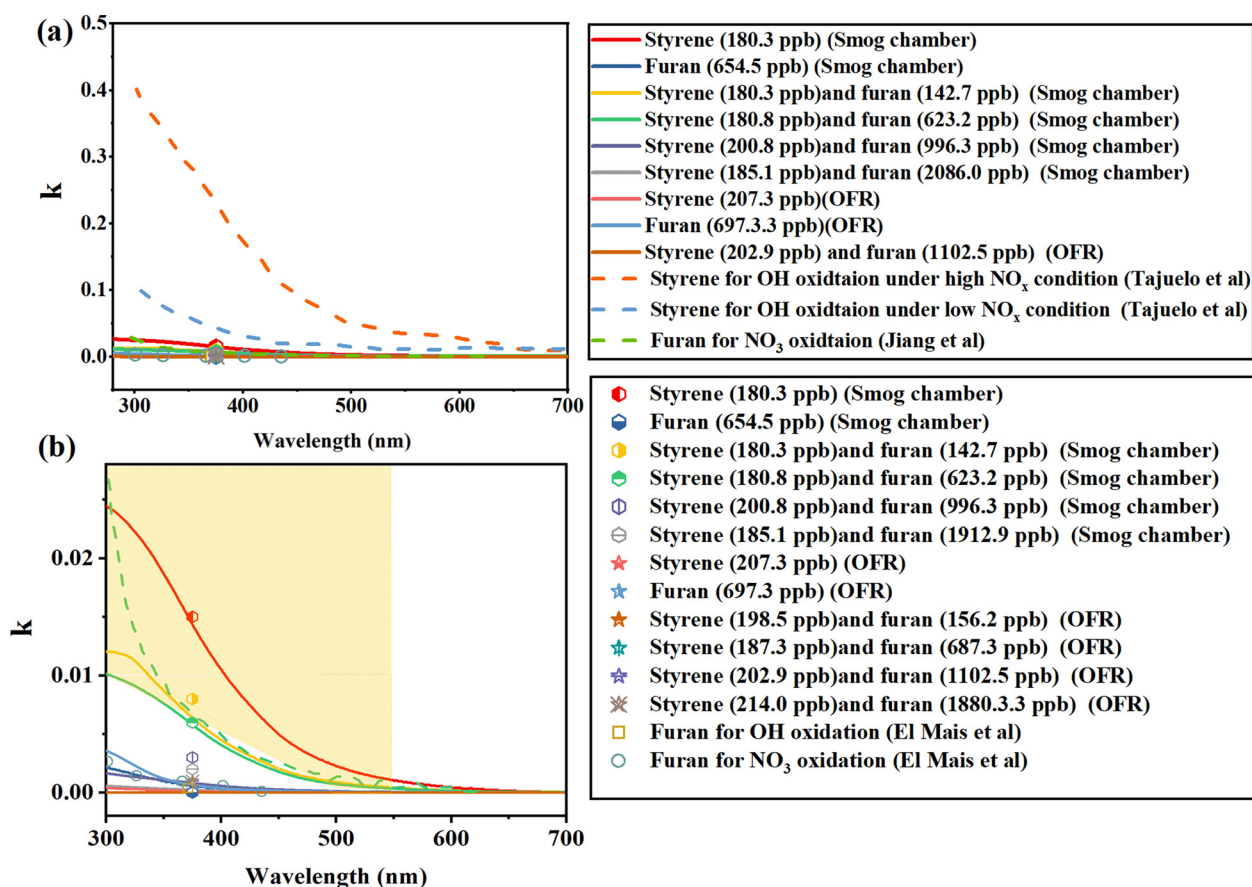 (a)
0.5
0.4
0.3
0.2
0.1
0.0
k
300 400 500 600 700
Wavelength (nm)
Styrene (180.3 ppb) (Smog chamber)
Furan (654.5 ppb) (Smog chamber)
Styrene (180.3 ppb)and furan (142.7 ppb) (Smog chamber)
Styrene (180.8 ppb)and furan (623.2 ppb) (Smog chamber)
Styrene (200.8 ppb)and furan (996.3 ppb) (Smog chamber)
Styrene (185.1 ppb)and furan (2086.0 ppb) (Smog chamber)
Styrene (207.3 ppb)(OFR)
Furan (697.3.3 ppb)(OFR)
Styrene (202.9 ppb) and furan (1102.5 ppb) (OFR)
Styrene for OH oxidtaion under high NOx condition (Tajuelo et al)
Styrene for OH oxidtaion under low NOx condition (Tajuelo et al)
Furan for NO3 oxidtaion (Jiang et al)
(b)
0.02
0.01
0.00
k
300 400 500 600 700
Wavelength (nm)
Styrene (180.3 ppb) (Smog chamber)
Furan (654.5 ppb) (Smog chamber)
Styrene (180.3 ppb)and furan (142.7 ppb) (Smog chamber)
Styrene (180.8 ppb)and furan (623.2 ppb) (Smog chamber)
Styrene (200.8 ppb)and furan (996.3 ppb) (Smog chamber)
Styrene (185.1 ppb)and furan (1912.9 ppb) (Smog chamber)
Styrene (207.3 ppb) (OFR)
Furan (697.3 ppb) (OFR)
Styrene (198.5 ppb)and furan (156.2 ppb) (OFR)
Styrene (187.3 ppb)and furan (687.3 ppb) (OFR)
Styrene (202.9 ppb)and furan (1102.5 ppb) (OFR)
Styrene (214.0 ppb)and furan (1880.3.3 ppb) (OFR)
Furan for OH oxidation (El Mais et al)
Furan for NO3 oxidation (El Mais et al)